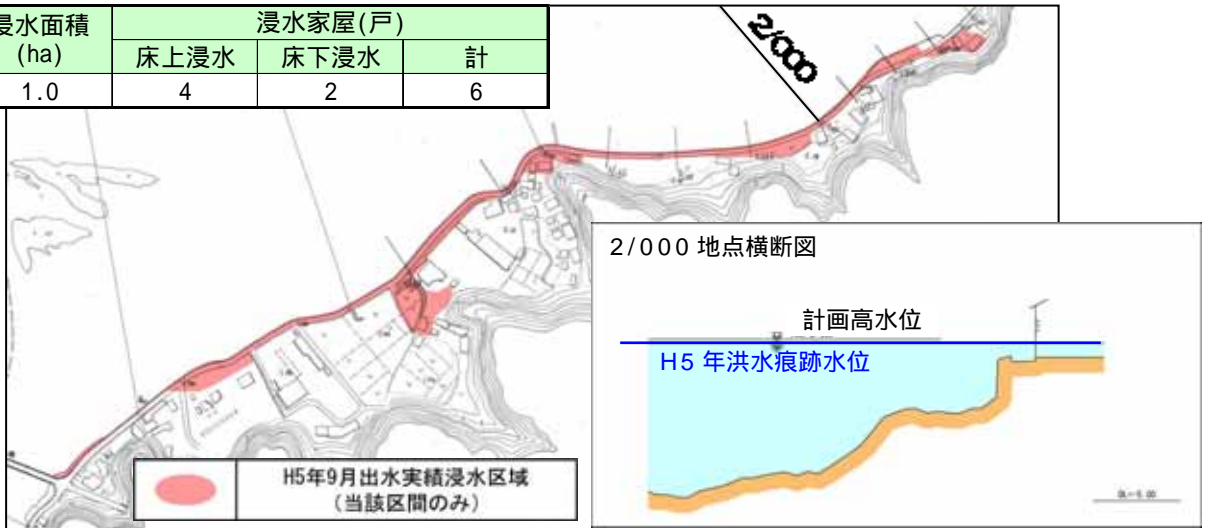 浸水面積
(ha)
浸水家屋(戸)
床上浸水
床下浸水
計
1.0
4
2
6
2/000
2/000 地点横断図
計画高水位
H5 年洪水痕跡水位
H5年9月出水実績浸水区域
(当該区間のみ)